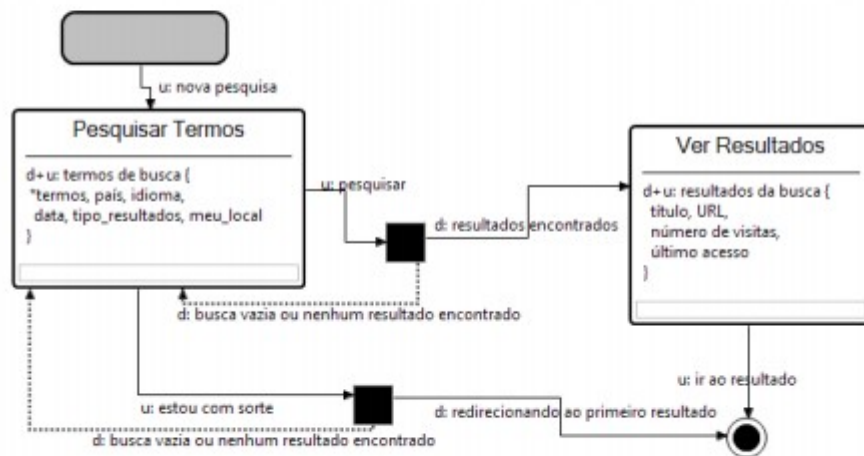 u: nova pesquisa
Pesquisar Termos
d+u: termos de busca {
*termos, país, idioma,
data, tipo_resultados, meu_local
}
u: pesquisar
d: resultados encontrados
d: busca vazia ou nenhum resultado encontrado
Ver Resultados
d+u: resultados da busca {
título, URL,
número de visitas,
último acesso
}
u: ir ao resultado
u: estou com sorte
d: redirecionando ao primeiro resultado
d: busca vazia ou nenhum resultado encontrado